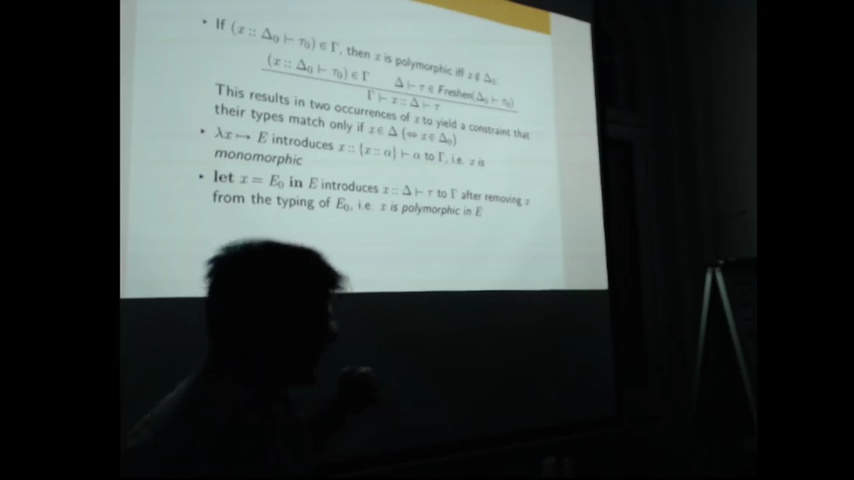 • If (x :: Δ₀ ⊢ τ₀) ∈ Γ, then x is polymorphic iff x ∉ Δ₀
(x :: Δ₀ ⊢ τ₀) ∈ Γ Δ ⊢ τ ∈ Freshen(Δ₀ ⊢ τ₀)
Γ ⊢ x :: Δ ⊢ τ
This results in two occurrences of x to yield a constraint that
their types match only if x ∈ Δ (⇔ x ∈ Δ₀)
• λx ↦ E introduces x :: {x :: α} ⊢ α to Γ, i.e. x is
monomorphic
• let x = E₀ in E introduces x :: Δ ⊢ τ to Γ after removing x
from the typing of E₀, i.e. x is polymorphic in E